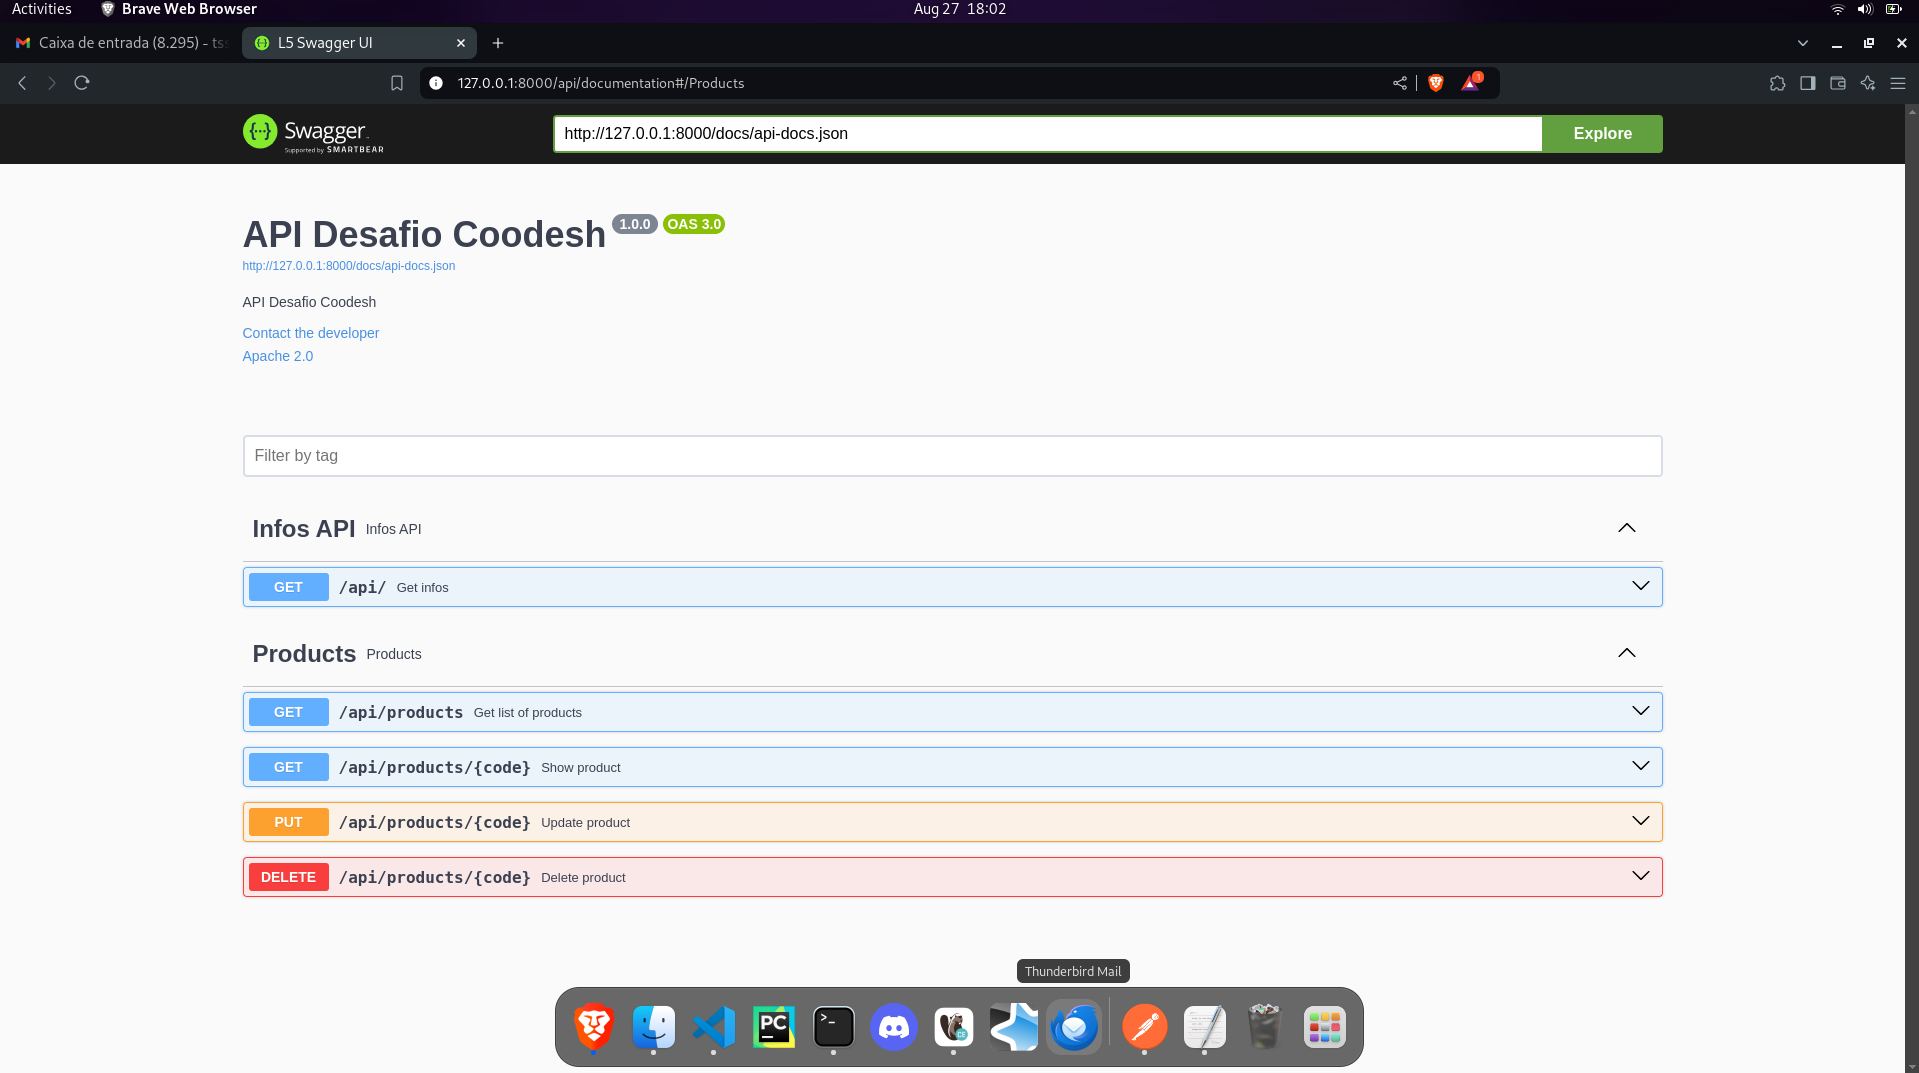 Activities Brave Web Browser Aug 27 18:02
Caixa de entrada (8.295) - tss L5 Swagger UI
127.0.0.1:8000/api/documentation#/Products 1
Swagger
Supported by SMARTBEAR
http://127.0.0.1:8000/docs/api-docs.json Explore
API Desafio Coodesh 1.0.0 OAS 3.0
http://127.0.0.1:8000/docs/api-docs.json
API Desafio Coodesh
Contact the developer
Apache 2.0
Filter by tag
Infos API Infos API
GET /api/ Get infos
Products Products
GET /api/products Get list of products
GET /api/products/{code} Show product
PUT /api/products/{code} Update product
DELETE /api/products/{code} Delete product
Thunderbird Mail
PC
CE